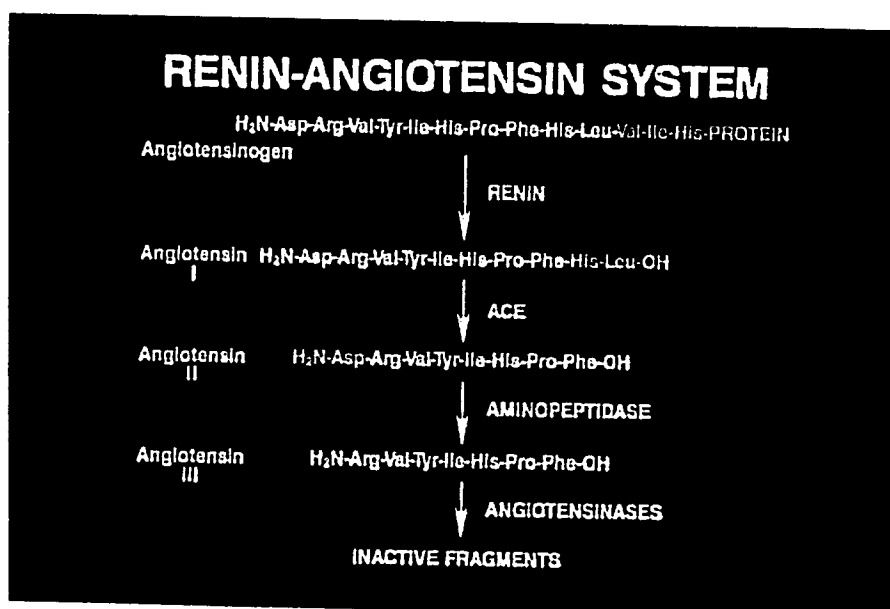 RENIN-ANGIOTENSIN SYSTEM
H₂N-Asp-Arg-Val-Tyr-Ile-His-Pro-Phe-His-Leu-Val-Ile-His-PROTEIN
Angiotensinogen
RENIN
Angiotensin H₂N-Asp-Arg-Val-Tyr-Ile-His-Pro-Phe-His-Leu-OH
I
ACE
Angiotensin H₂N-Asp-Arg-Val-Tyr-Ile-His-Pro-Phe-OH
II
AMINOPEPTIDASE
Angiotensin H₂N-Arg-Val-Tyr-Ile-His-Pro-Phe-OH
III
ANGIOTENSINASES
INACTIVE FRAGMENTS